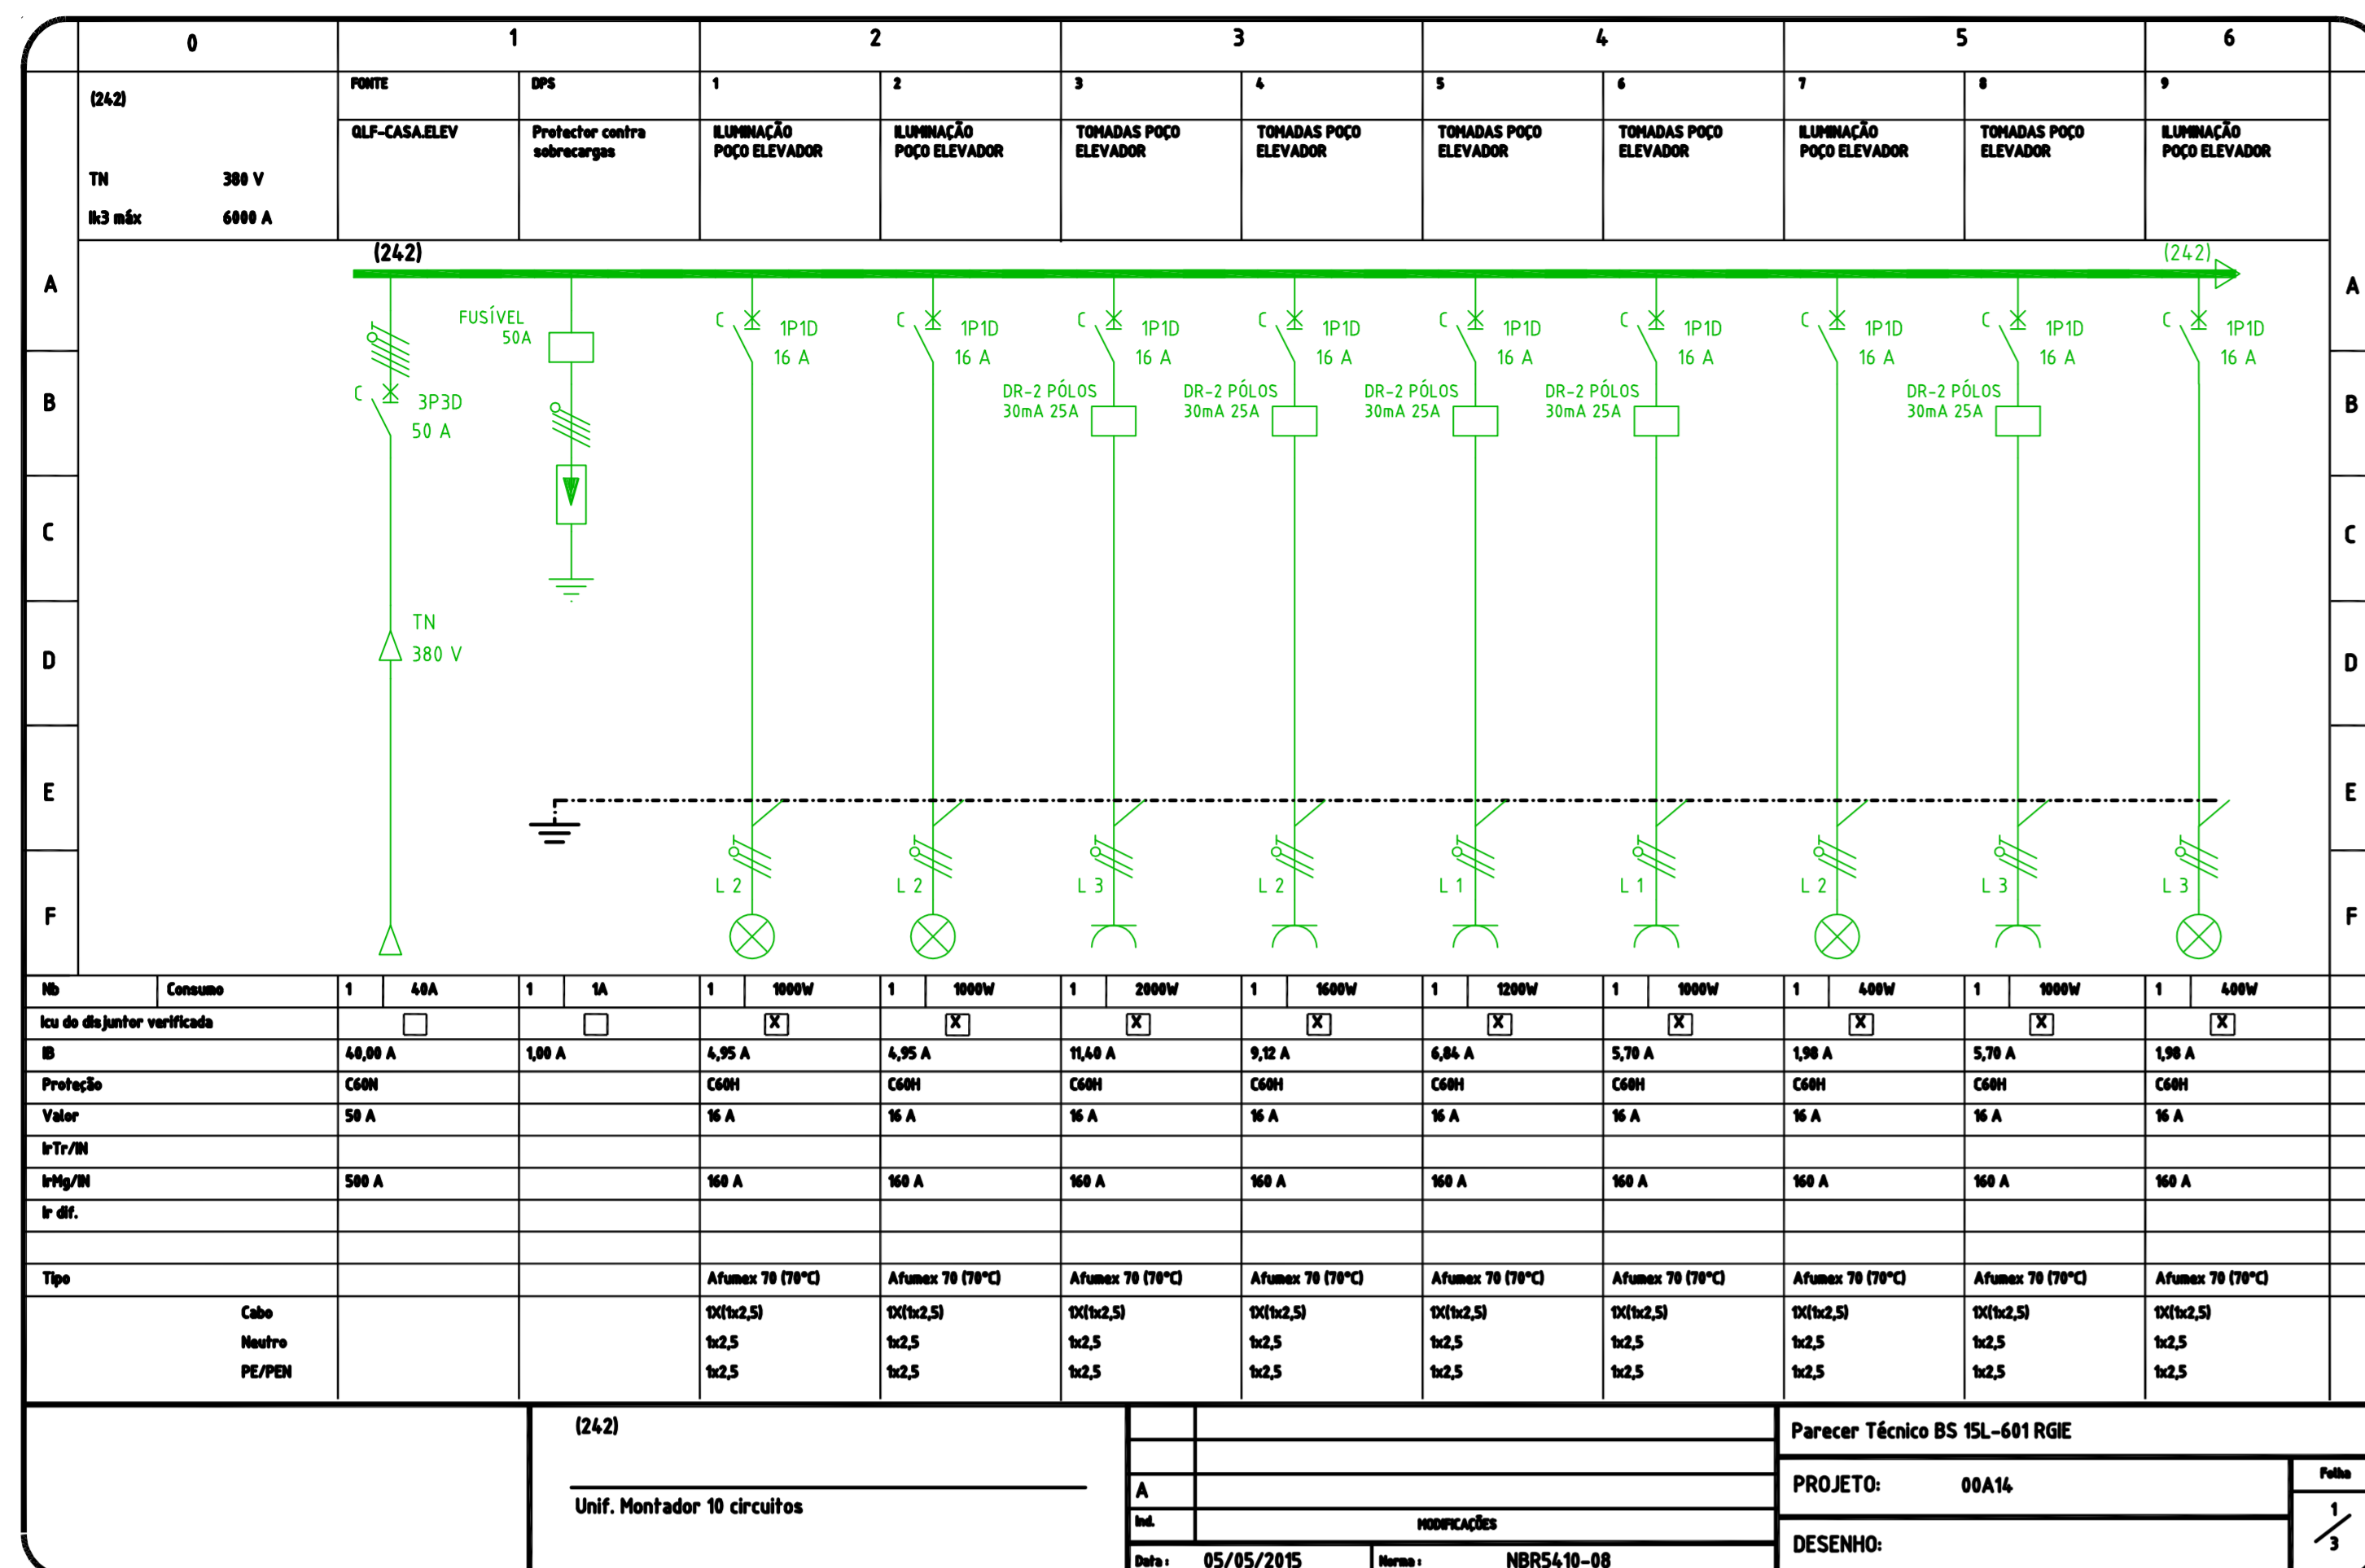 0 1 2 3 4 5 6
(242)
TN 380 V
Ik3 máx 6000 A
FONTE DPS 1 2 3 4 5 6 7 8 9
QLF-CASA.ELEV
Protector contra
sobrecargas
ILUMINAÇÃO
POÇO ELEVADOR
ILUMINAÇÃO
POÇO ELEVADOR
TOMADAS POÇO
ELEVADOR
TOMADAS POÇO
ELEVADOR
TOMADAS POÇO
ELEVADOR
TOMADAS POÇO
ELEVADOR
ILUMINAÇÃO
POÇO ELEVADOR
TOMADAS POÇO
ELEVADOR
ILUMINAÇÃO
POÇO ELEVADOR
(242) (242)
A A
FUSÍVEL
50A
C 1P1D
16 A
C 1P1D
16 A
C 1P1D
16 A
C 1P1D
16 A
C 1P1D
16 A
C 1P1D
16 A
C 1P1D
16 A
C 1P1D
16 A
C 1P1D
16 A
B B
C 3P3D
50 A
DR-2 PÓLOS
30mA 25A
DR-2 PÓLOS
30mA 25A
DR-2 PÓLOS
30mA 25A
DR-2 PÓLOS
30mA 25A
DR-2 PÓLOS
30mA 25A
C C
TN
380 V
D D
E E
L 2 L 2 L 3 L 2 L 1 L 1 L 2 L 3 L 3
F F
Nb Consumo 1 40A 1 1A 1 1000W 1 1000W 1 2000W 1 1600W 1 1200W 1 1000W 1 400W 1 1000W 1 400W
Icu do disjuntor verificada X X X X X X X X X
IB 40,00 A 1,00 A 4,95 A 4,95 A 11,40 A 9,12 A 6,84 A 5,70 A 1,98 A 5,70 A 1,98 A
Proteção C60N C60H C60H C60H C60H C60H C60H C60H C60H C60H
Valor 50 A 16 A 16 A 16 A 16 A 16 A 16 A 16 A 16 A 16 A
IrTr/IN
IrMg/IN 500 A 160 A 160 A 160 A 160 A 160 A 160 A 160 A 160 A 160 A
Ir dif.
Tipo Afumex 70 (70°C) Afumex 70 (70°C) Afumex 70 (70°C) Afumex 70 (70°C) Afumex 70 (70°C) Afumex 70 (70°C) Afumex 70 (70°C) Afumex 70 (70°C) Afumex 70 (70°C)
Cabo 1X(1x2,5) 1X(1x2,5) 1X(1x2,5) 1X(1x2,5) 1X(1x2,5) 1X(1x2,5) 1X(1x2,5) 1X(1x2,5) 1X(1x2,5)
Neutro 1x2,5 1x2,5 1x2,5 1x2,5 1x2,5 1x2,5 1x2,5 1x2,5 1x2,5
PE/PEN 1x2,5 1x2,5 1x2,5 1x2,5 1x2,5 1x2,5 1x2,5 1x2,5 1x2,5
(242)
Unif. Montador 10 circuitos
A
Ind. MODIFICAÇÕES
Data : 05/05/2015 Norma : NBR5410-08
Parecer Técnico BS 15L-601 RGIE
PROJETO: 00A14
DESENHO:
Folha
1
/
3